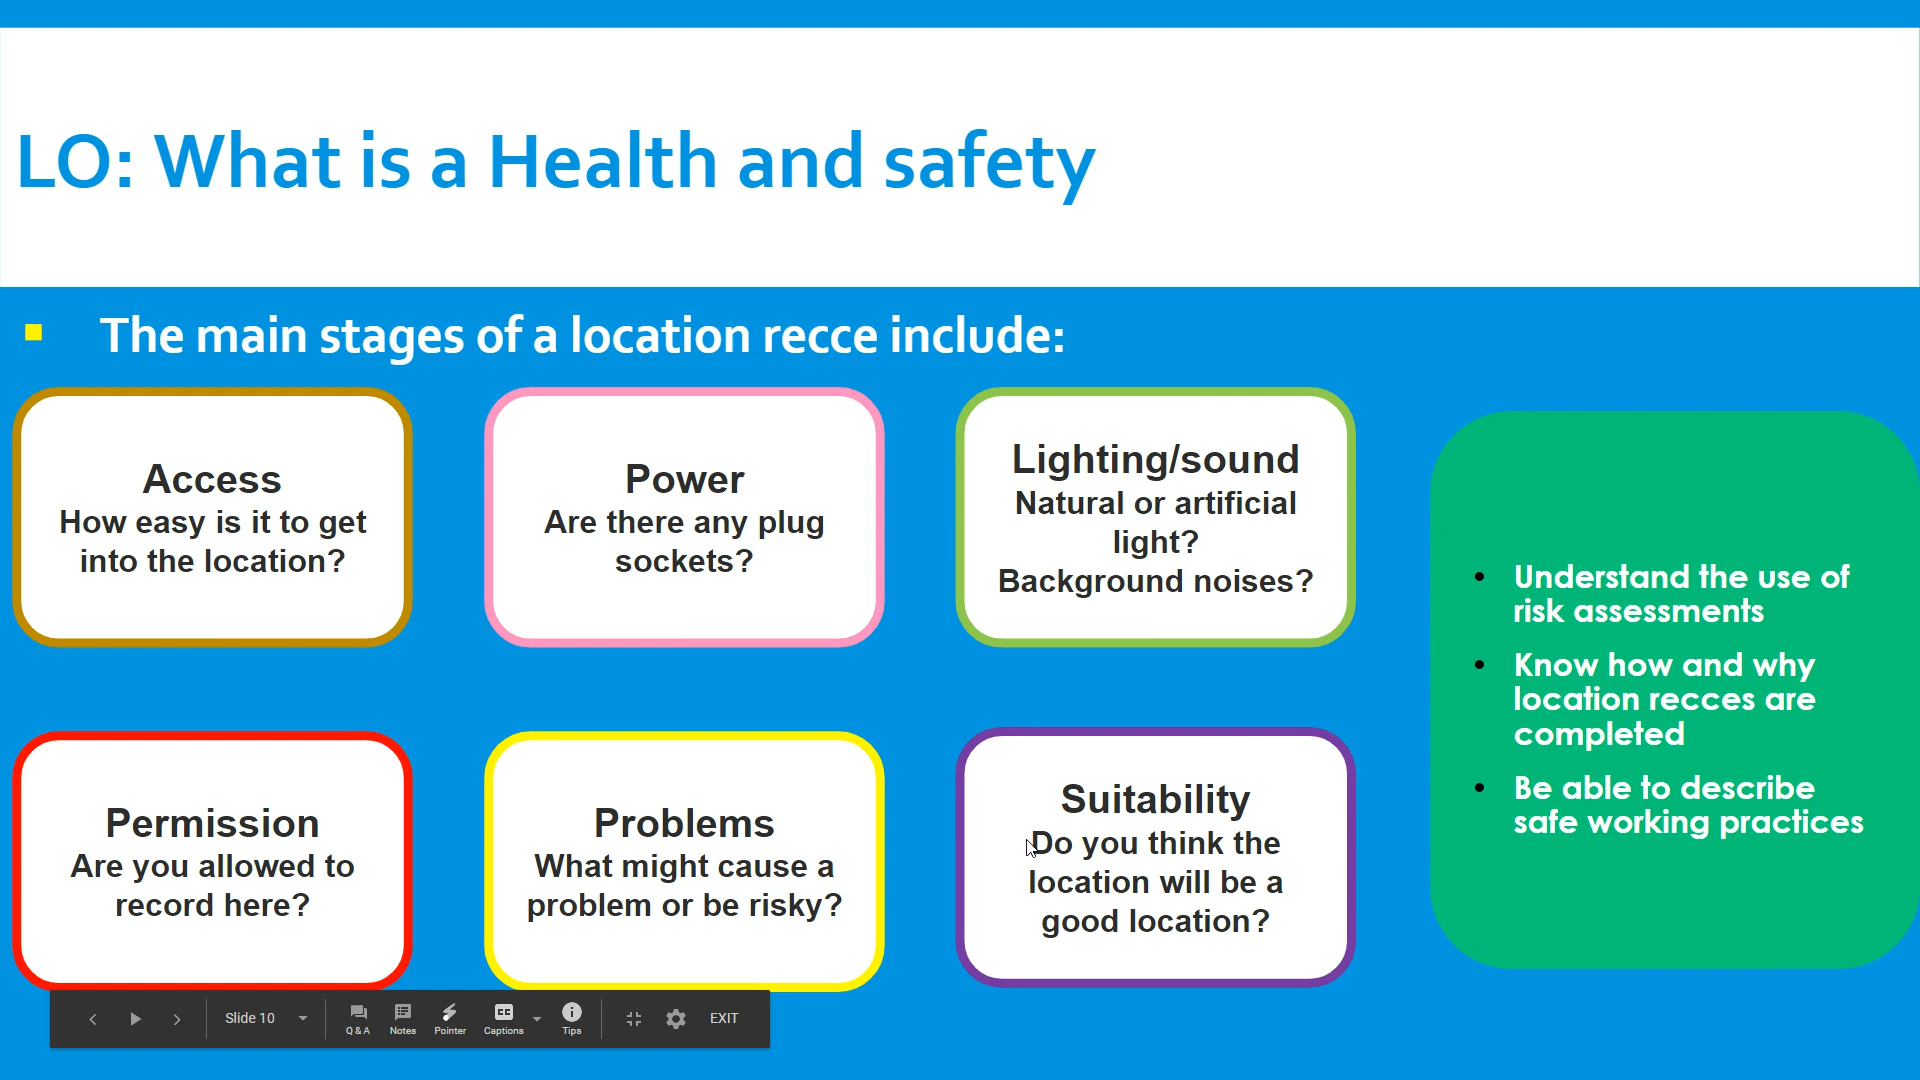 LO: What is a Health and safety
The main stages of a location recce include:
Access
How easy is it to get
into the location?
Power
Are there any plug
sockets?
Lighting/sound
Natural or artificial
light?
Background noises?
Permission
Are you allowed to
record here?
Problems
What might cause a
problem or be risky?
Suitability
Do you think the
location will be a
good location?
Understand the use of
risk assessments
Know how and why
location recces are
completed
Be able to describe
safe working practices
Slide 10
Q & A
Notes
Pointer
Captions
Tips
EXIT